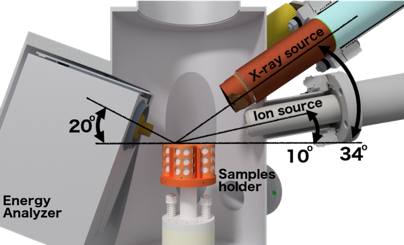 X-ray source
Ion source
20°
10°
34°
Samples
holder
Energy
Analyzer